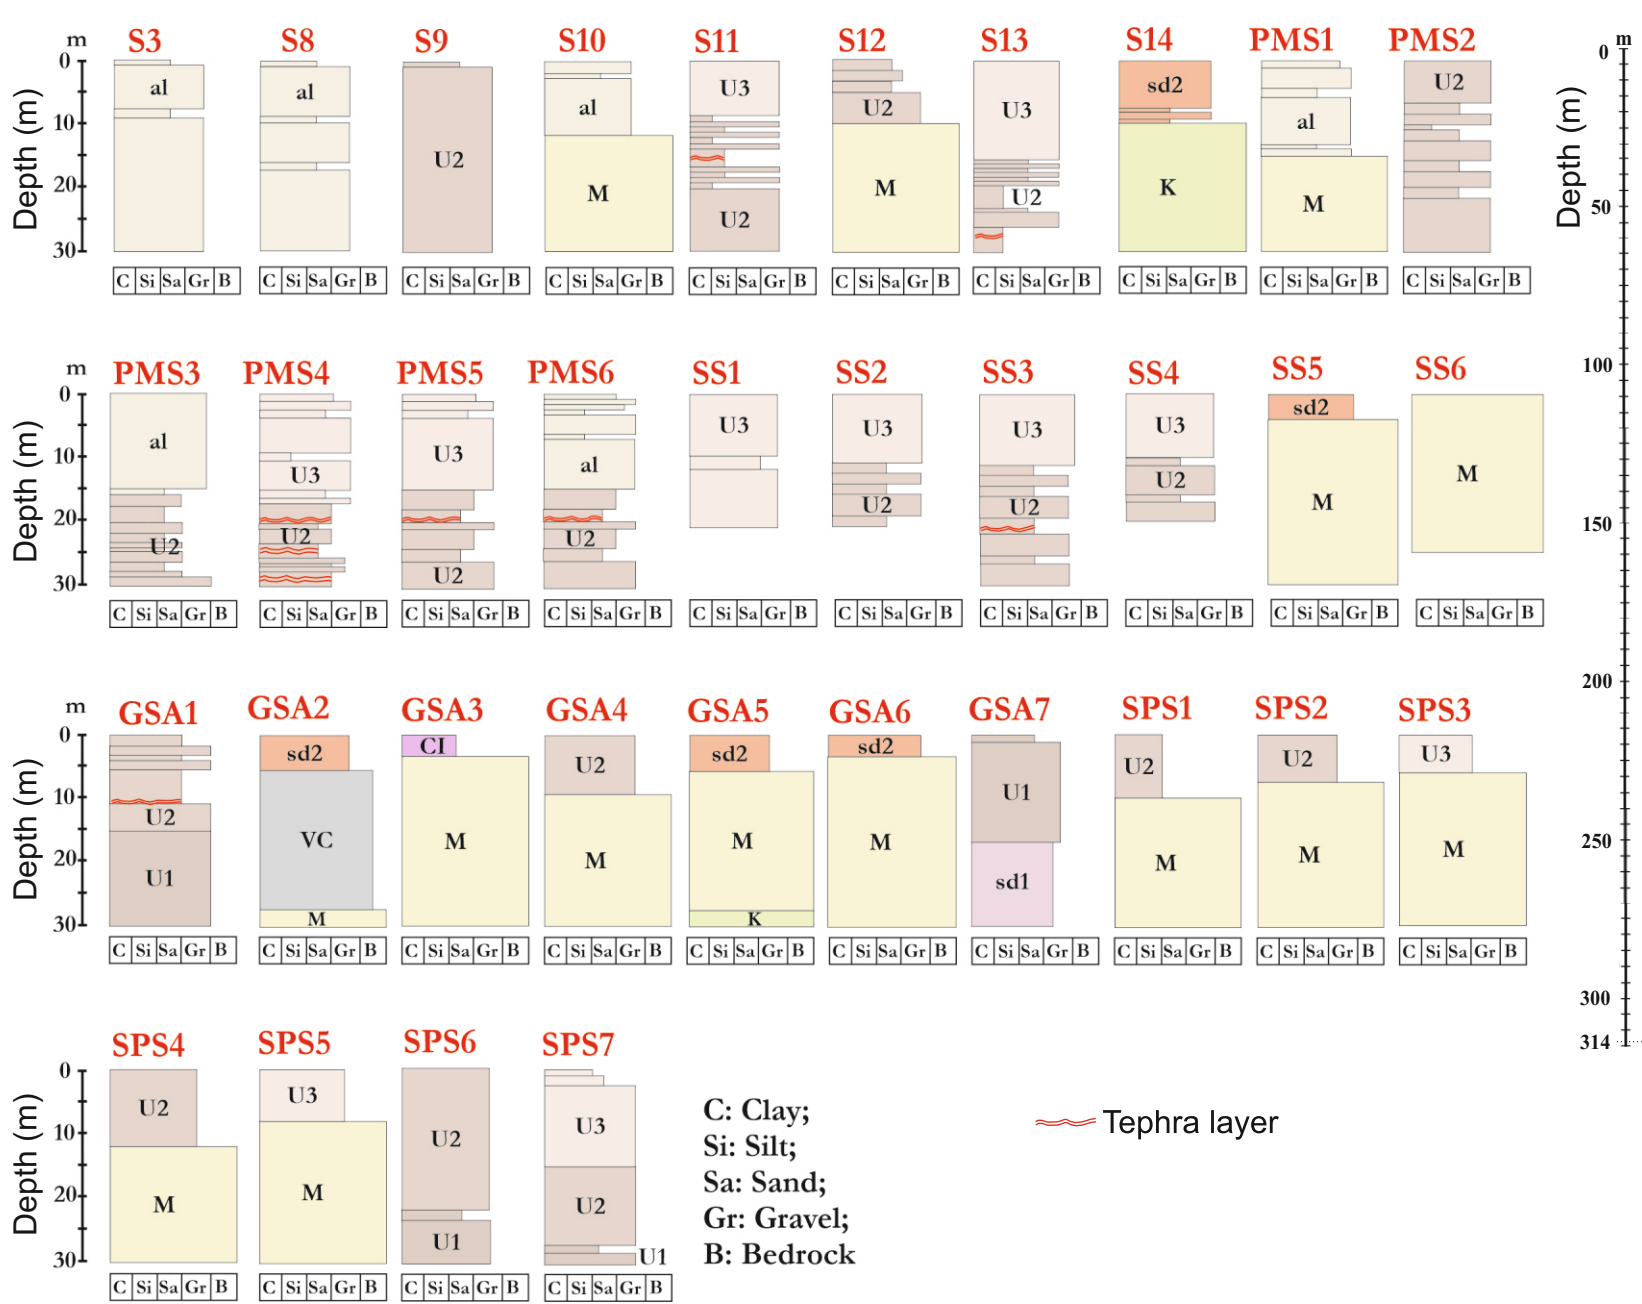 m S3 S8 S9 S10 S11 S12 S13 S14 PMS1 PMS2 m
0 al al U2 al M U3 U2 U2 M U3 U2 sd2 K al M U2 0
10
20
30
Depth (m)
C Si Sa Gr B C Si Sa Gr B C Si Sa Gr B C Si Sa Gr B C Si Sa Gr B C Si Sa Gr B C Si Sa Gr B C Si Sa Gr B C Si Sa Gr B C Si Sa Gr B
Depth (m)
50
100
150
200
250
300
314
m PMS3 PMS4 PMS5 PMS6 SS1 SS2 SS3 SS4 SS5 SS6
0 al U2 U3 U2 U3 U2 al U2 U3 U3 U2 U3 U2 U3 U2 sd2 M M
10
20
30
Depth (m)
C Si Sa Gr B C Si Sa Gr B C Si Sa Gr B C Si Sa Gr B C Si Sa Gr B C Si Sa Gr B C Si Sa Gr B C Si Sa Gr B C Si Sa Gr B C Si Sa Gr B
m GSA1 GSA2 GSA3 GSA4 GSA5 GSA6 GSA7 SPS1 SPS2 SPS3
0 U2 U1 sd2 VC M CI M U2 M sd2 M K sd2 M U1 sd1 U2 M U2 M U3 M
10
20
30
Depth (m)
C Si Sa Gr B C Si Sa Gr B C Si Sa Gr B C Si Sa Gr B C Si Sa Gr B C Si Sa Gr B C Si Sa Gr B C Si Sa Gr B C Si Sa Gr B C Si Sa Gr B
SPS4 SPS5 SPS6 SPS7
0 U2 M U3 M U2 U1 U3 U2 U1
10
20
30
Depth (m)
C Si Sa Gr B C Si Sa Gr B C Si Sa Gr B C Si Sa Gr B
C: Clay;
Si: Silt;
Sa: Sand;
Gr: Gravel;
B: Bedrock
Tephra layer